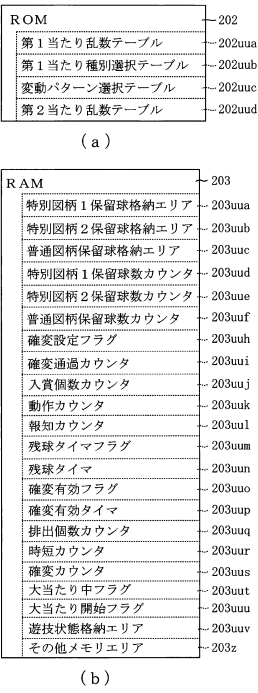 ROM 202
第1当たり乱数テーブル 202uua
第1当たり種別選択テーブル 202uub
変動パターン選択テーブル 202uuc
第2当たり乱数テーブル 202uud
(a)
RAM 203
特別図柄1保留球格納エリア 203uua
特別図柄2保留球格納エリア 203uub
普通図柄保留球格納エリア 203uuc
特別図柄1保留球数カウンタ 203uud
特別図柄2保留球数カウンタ 203uue
普通図柄保留球数カウンタ 203uuf
確変設定フラグ 203uuh
確変通過カウンタ 203uui
入賞個数カウンタ 203uuj
動作カウンタ 203uuk
報知カウンタ 203uul
残球タイマフラグ 203uum
残球タイマ 203uun
確変有効フラグ 203uuo
確変有効タイマ 203uup
排出個数カウンタ 203uuq
時短カウンタ 203uur
確変カウンタ 203uus
大当たり中フラグ 203uut
大当たり開始フラグ 203uuu
遊技状態格納エリア 203uuv
その他メモリエリア 203z
(b)